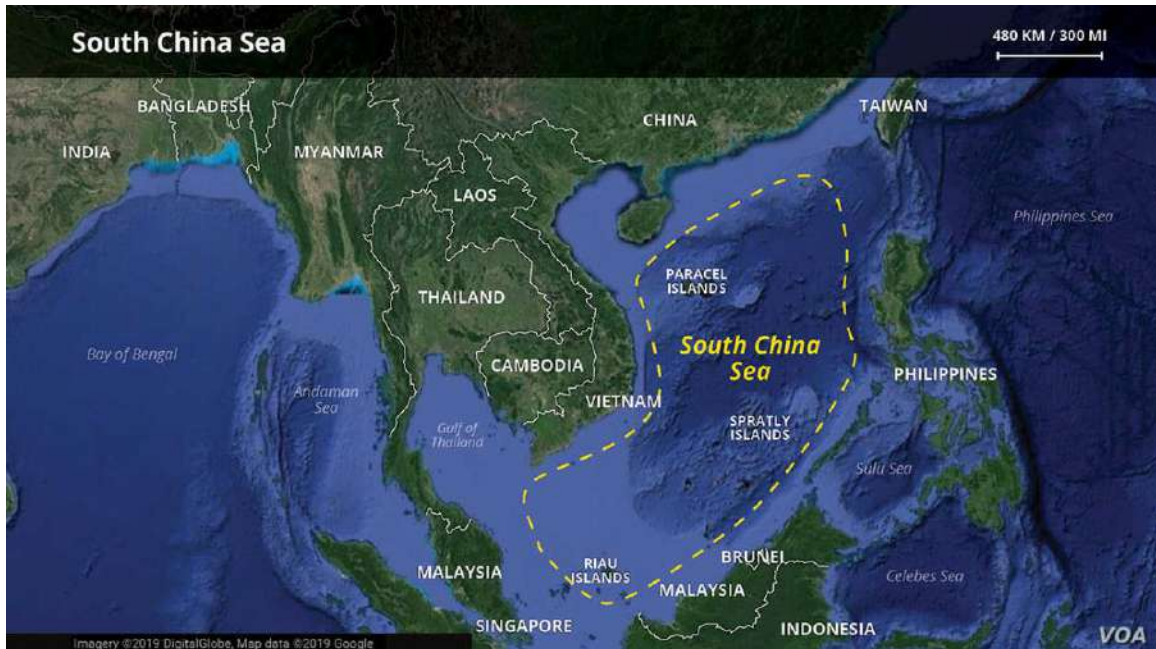 South China Sea
480 KM / 300 MI
BANGLADESH
TAIWAN
CHINA
INDIA
MYANMAR
LAOS
Philippines Sea
PARACEL
ISLANDS
THAILAND
South China
Sea
Bay of Bengal
CAMBODIA
PHILIPPINES
Andaman
Sea
VIETNAM
SPRATLY
ISLANDS
Gulf of
Thailand
Sulu Sea
BRUNEI
RIAU
ISLANDS
MALAYSIA
Celebes Sea
MALAYSIA
SINGAPORE
INDONESIA
Imagery ©2019 DigitalGlobe, Map data ©2019 Google
VOA